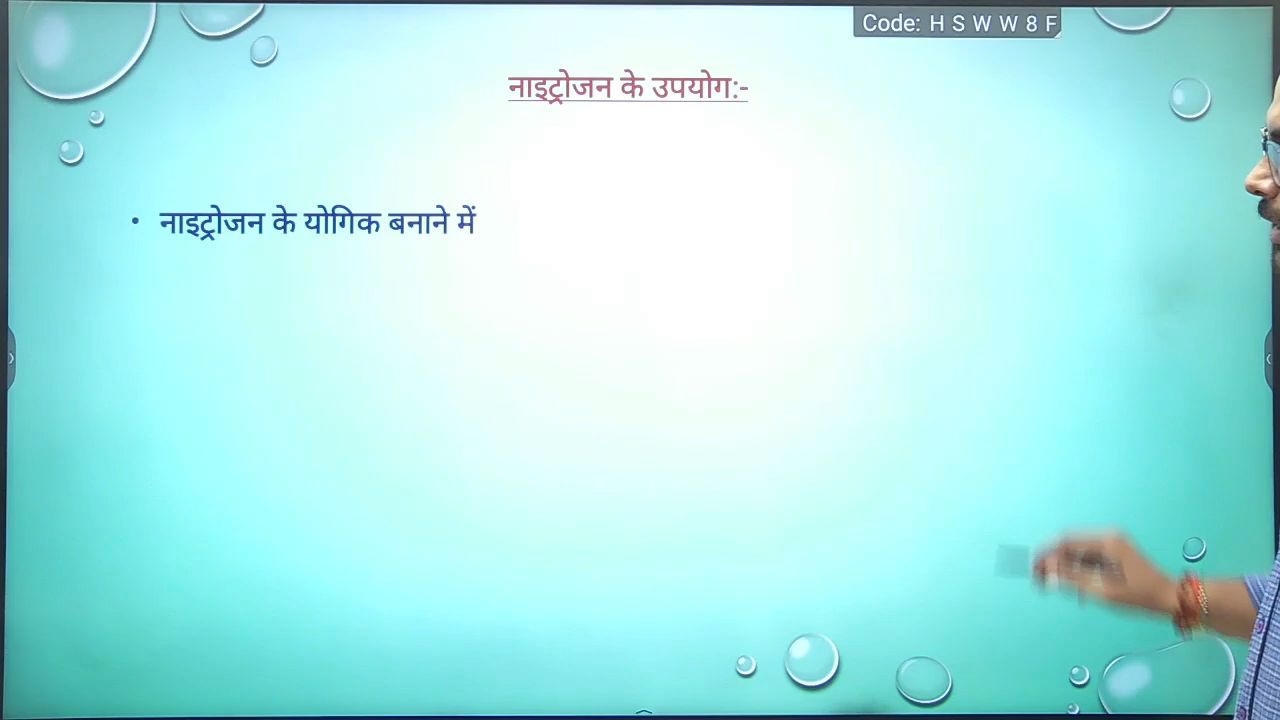 Code: H S W W 8 F
नाइट्रोजन के उपयोग:-
• नाइट्रोजन के योगिक बनाने में